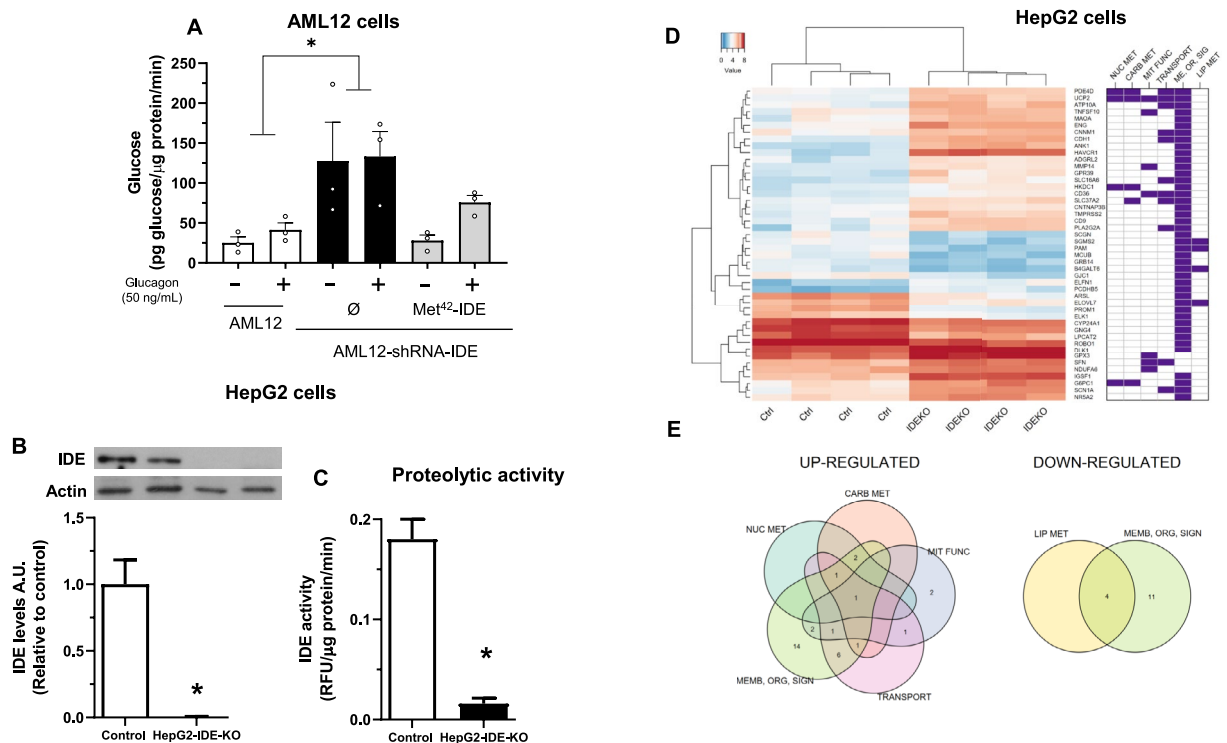 A
AML12 cells
*
250
200
150
100
50
0
Glucose
(pg glucose/µg protein/min)
Glucagon
(50 ng/mL)
– + – + – +
AML12
Ø
Met42-IDE
AML12-shRNA-IDE
HepG2 cells
B
IDE
Actin
1.5
1.0
0.5
0.0
IDE levels A.U.
(Relative to control)
*
Control
HepG2-IDE-KO
C
Proteolytic activity
0.2
0.1
0.0
IDE activity
(RFU/µg protein/min)
*
Control
HepG2-IDE-KO
D
HepG2 cells
0 2 4 6 8
Value
NUC MET
CARB MET
MIT FUNC
TRANSPORT
ME, OR, SIG
LIP MET
PDE4D
UCP2
ATP10A
TNFSF10
MAOA
ENG
CNNM1
CDH1
ANK1
HAVCR1
ADGRL2
MMP14
GPR39
SLC16A6
HKDC1
CD36
SLC37A2
CNTNAP3B
TMPRSS2
CD9
PLA2G2A
SCGN
SGMS2
PAM
MCUB
GRB14
B4GALT6
GJC1
ELFN1
PCDHB5
ARSL
ELOVL7
PROM1
ELK1
CYP24A1
GNG4
LPCAT2
ROBO1
DLK1
GPX3
SFN
NDUFA6
IGSF1
G6PC1
SCN1A
NR5A2
Ctrl
Ctrl
Ctrl
Ctrl
IDEKO
IDEKO
IDEKO
IDEKO
E
UP-REGULATED
CARB MET
NUC MET
MIT FUNC
2
1
1
2
2
1
1
14
6
1
MEMB, ORG, SIGN
TRANSPORT
DOWN-REGULATED
LIP MET
MEMB, ORG, SIGN
4
11